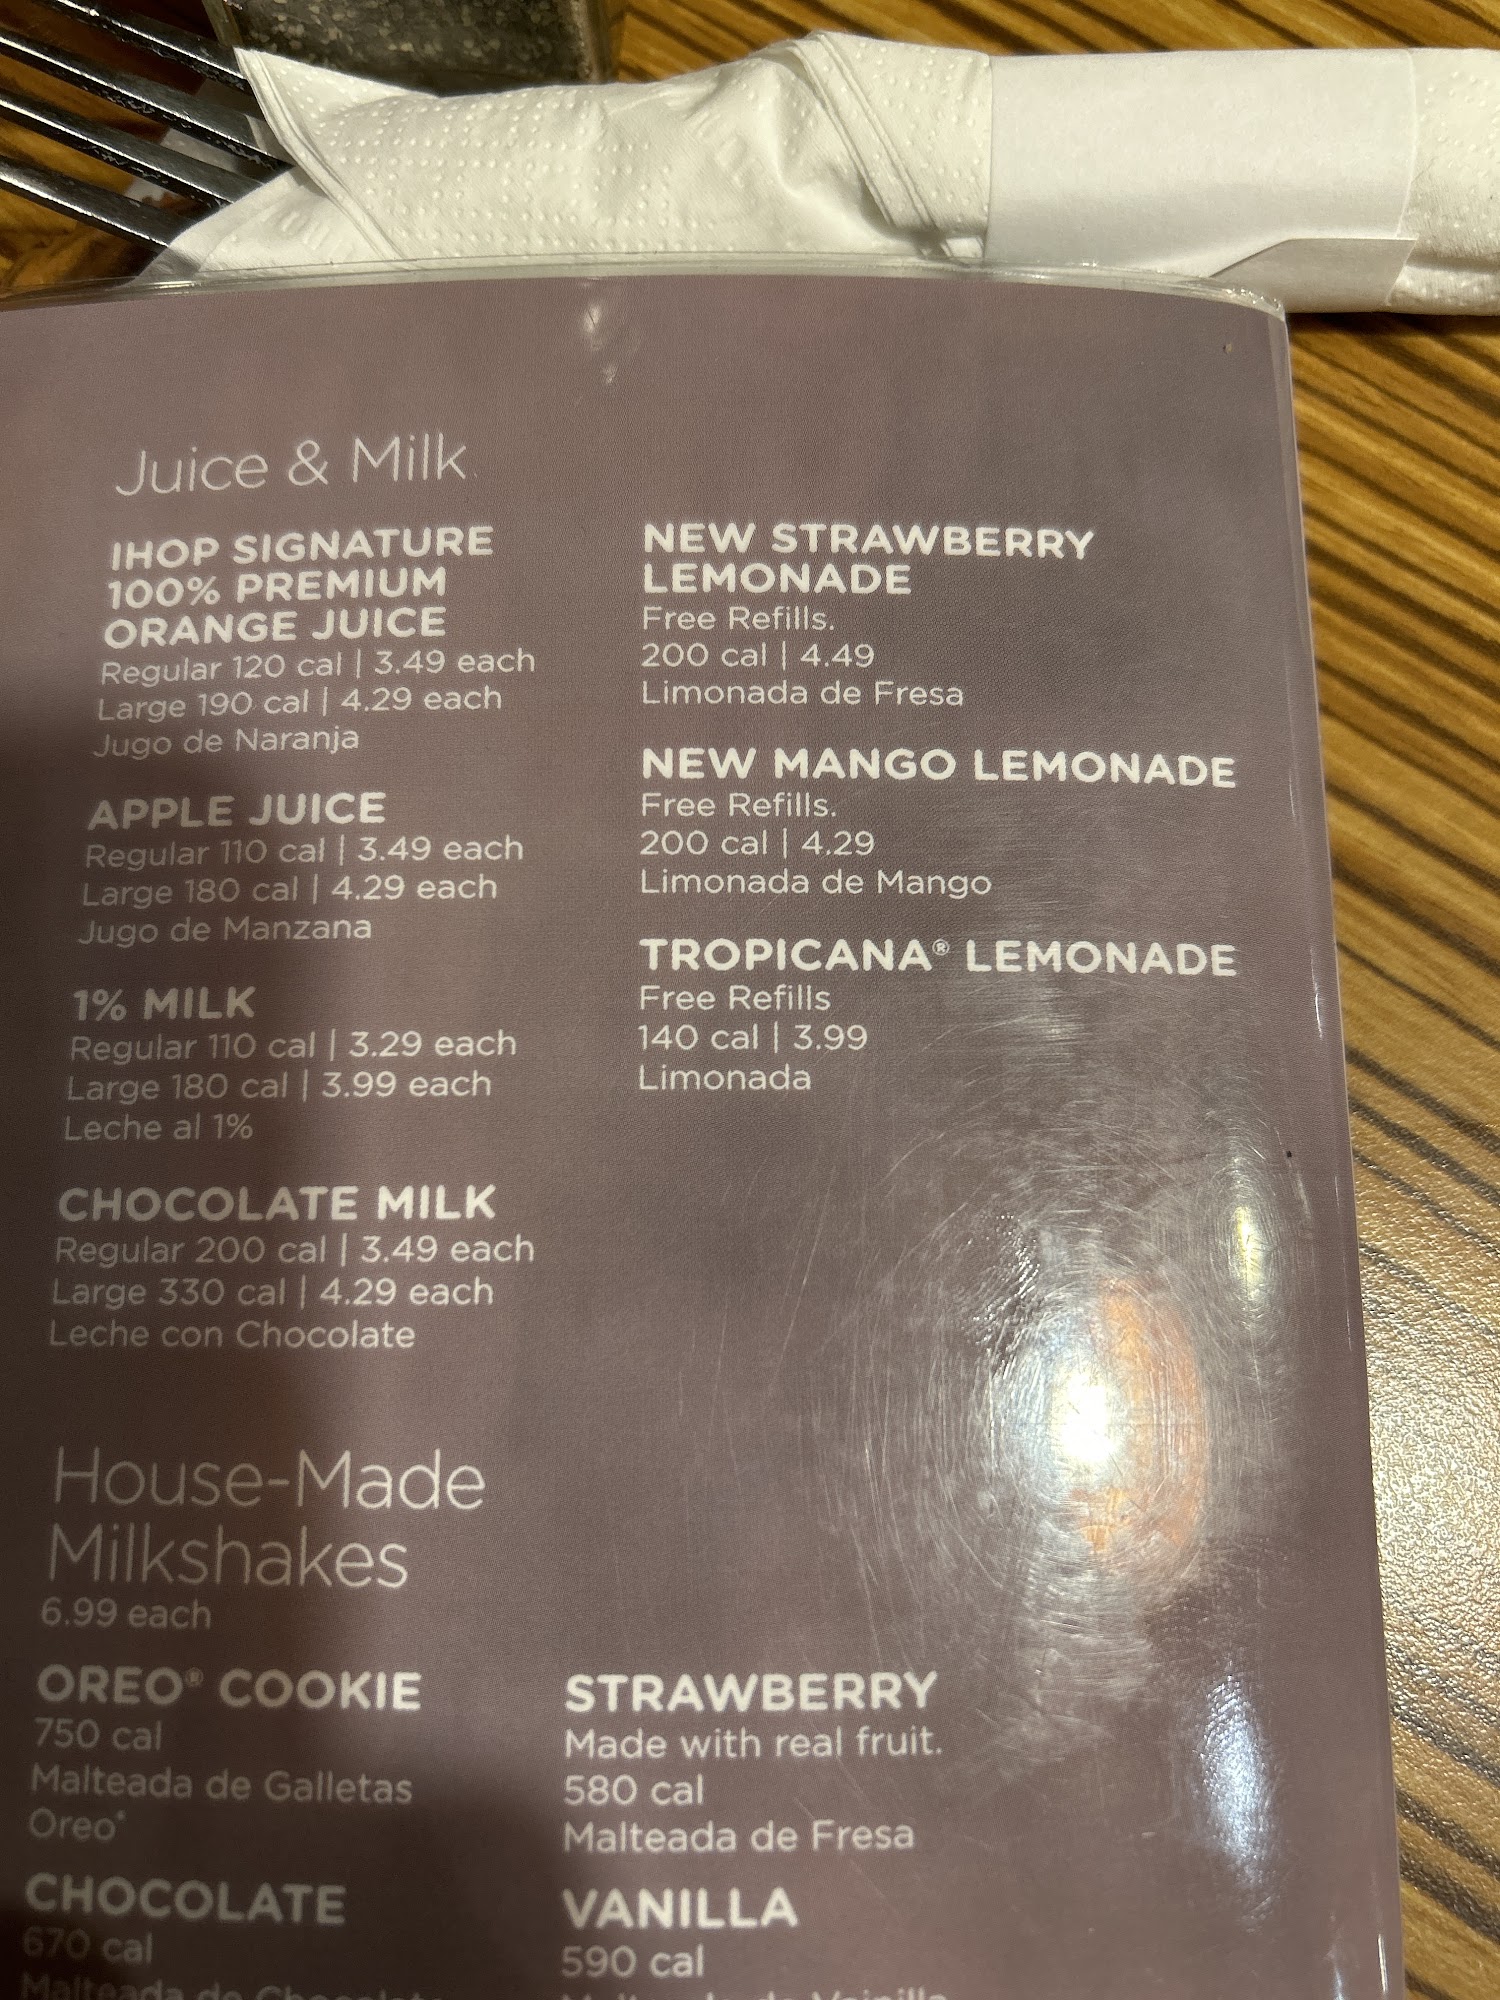 Juice & Milk
IHOP SIGNATURE
100% PREMIUM
ORANGE JUICE
Regular 120 cal | 3.49 each
Large 190 cal | 4.29 each
Jugo de Naranja
APPLE JUICE
Regular 110 cal | 3.49 each
Large 180 cal | 4.29 each
Jugo de Manzana
1% MILK
Regular 110 cal | 3.29 each
Large 180 cal | 3.99 each
Leche al 1%
CHOCOLATE MILK
Regular 200 cal | 3.49 each
Large 330 cal | 4.29 each
Leche con Chocolate
NEW STRAWBERRY
LEMONADE
Free Refills.
200 cal | 4.49
Limonada de Fresa
NEW MANGO LEMONADE
Free Refills.
200 cal | 4.29
Limonada de Mango
TROPICANA® LEMONADE
Free Refills
140 cal | 3.99
Limonada
House-Made
Milkshakes
6.99 each
OREO® COOKIE
750 cal
Malteada de Galletas
Oreo®
CHOCOLATE
670 cal
Malteada de Chocolate
STRAWBERRY
Made with real fruit.
580 cal
Malteada de Fresa
VANILLA
590 cal
Malteada de Vainilla